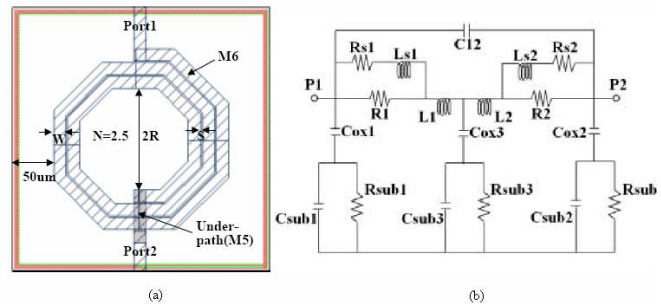 Port1
M6
W
N=2.5
2R
S
50um
Under-
path(M5)
Port2
(a)
C12
Rs1
Ls1
Ls2
Rs2
P1
P2
R1
L1
L2
R2
Cox1
Cox3
Cox2
Rsub1
Rsub3
Rsub
Csub1
Csub3
Csub2
(b)